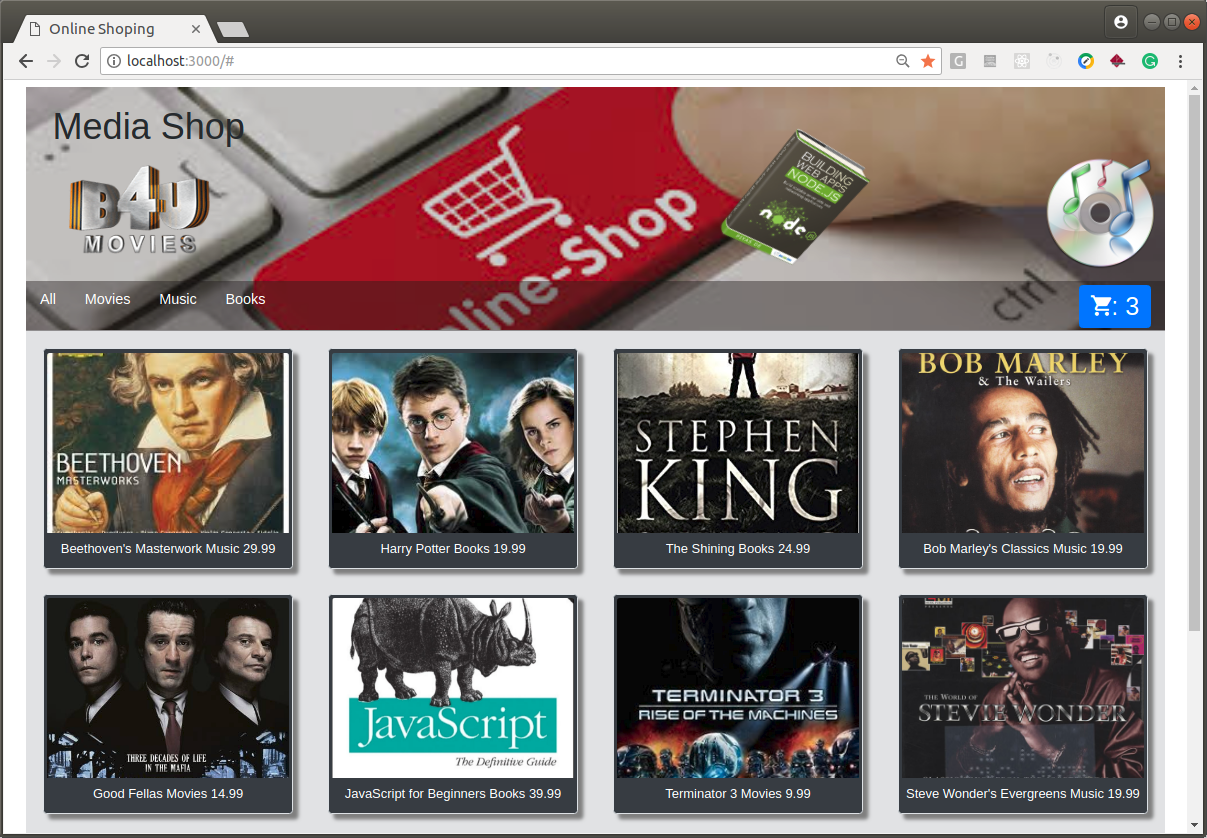 Online Shoping
localhost:3000/#
Media Shop
B4U
MOVIES
Online-Shop
BUILDING
WEB APPS
NODE.JS
node
ctrl
All Movies Music Books
: 3
BEETHOVEN
MASTERWORKS
STEPHEN
KING
BOB MARLEY
& The Wailers
Beethoven's Masterwork Music 29.99
Harry Potter Books 19.99
The Shining Books 24.99
Bob Marley's Classics Music 19.99
THREE DECADES OF LIFE
IN THE MAFIA
JavaScript
The Definitive Guide
TERMINATOR 3
RISE OF THE MACHINES
THE WORLD OF
STEVIE WONDER
Good Fellas Movies 14.99
JavaScript for Beginners Books 39.99
Terminator 3 Movies 9.99
Steve Wonder's Evergreens Music 19.99